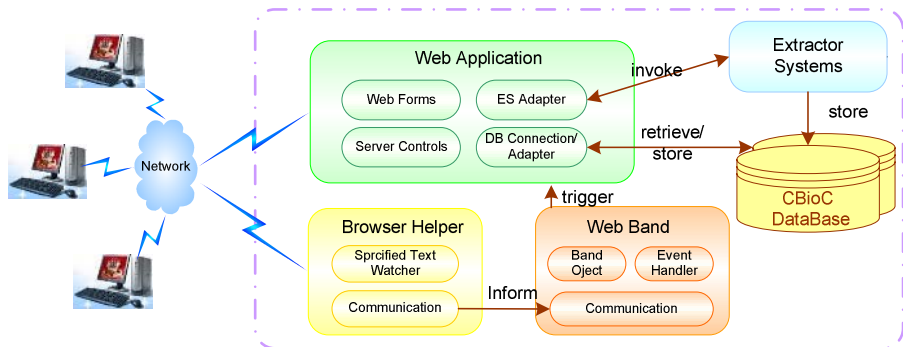 Web Application
Extractor
Systems
invoke
Web Forms
ES Adapter
store
Server Controls
DB Connection/
Adapter
retrieve/
store
Network
CBioC
DataBase
trigger
Browser Helper
Web Band
Sprcified Text
Watcher
Band
Oject
Event
Handler
Inform
Communication
Communication